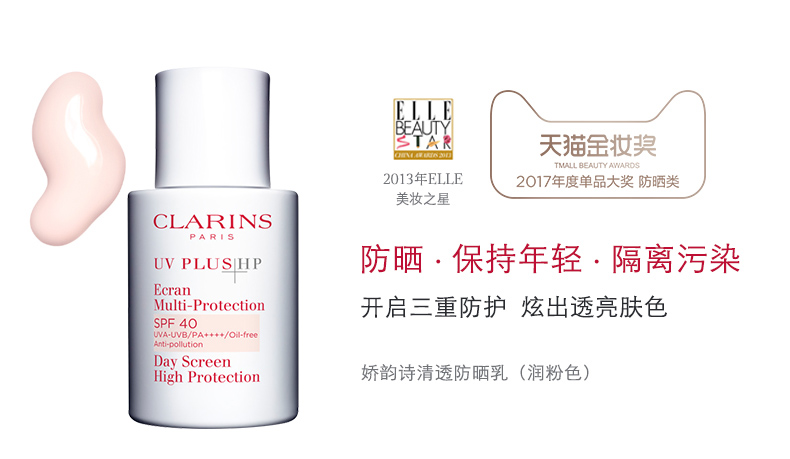 CLARINS
PARIS
UV PLUS HP
Ecran
Multi-Protection
SPF 40
UVA-UVB/PA++++/Oil-free
Anti-pollution
Day Screen
High Protection
ELLE
BEAUTY
STAR
CHINA AWARDS 2013
2013年ELLE
美妆之星
天猫金妆奖
TMALL BEAUTY AWARDS
2017年度单品大奖 防晒类
防晒 · 保持年轻 · 隔离污染
开启三重防护 炫出透亮肤色
娇韵诗清透防晒乳（润粉色）